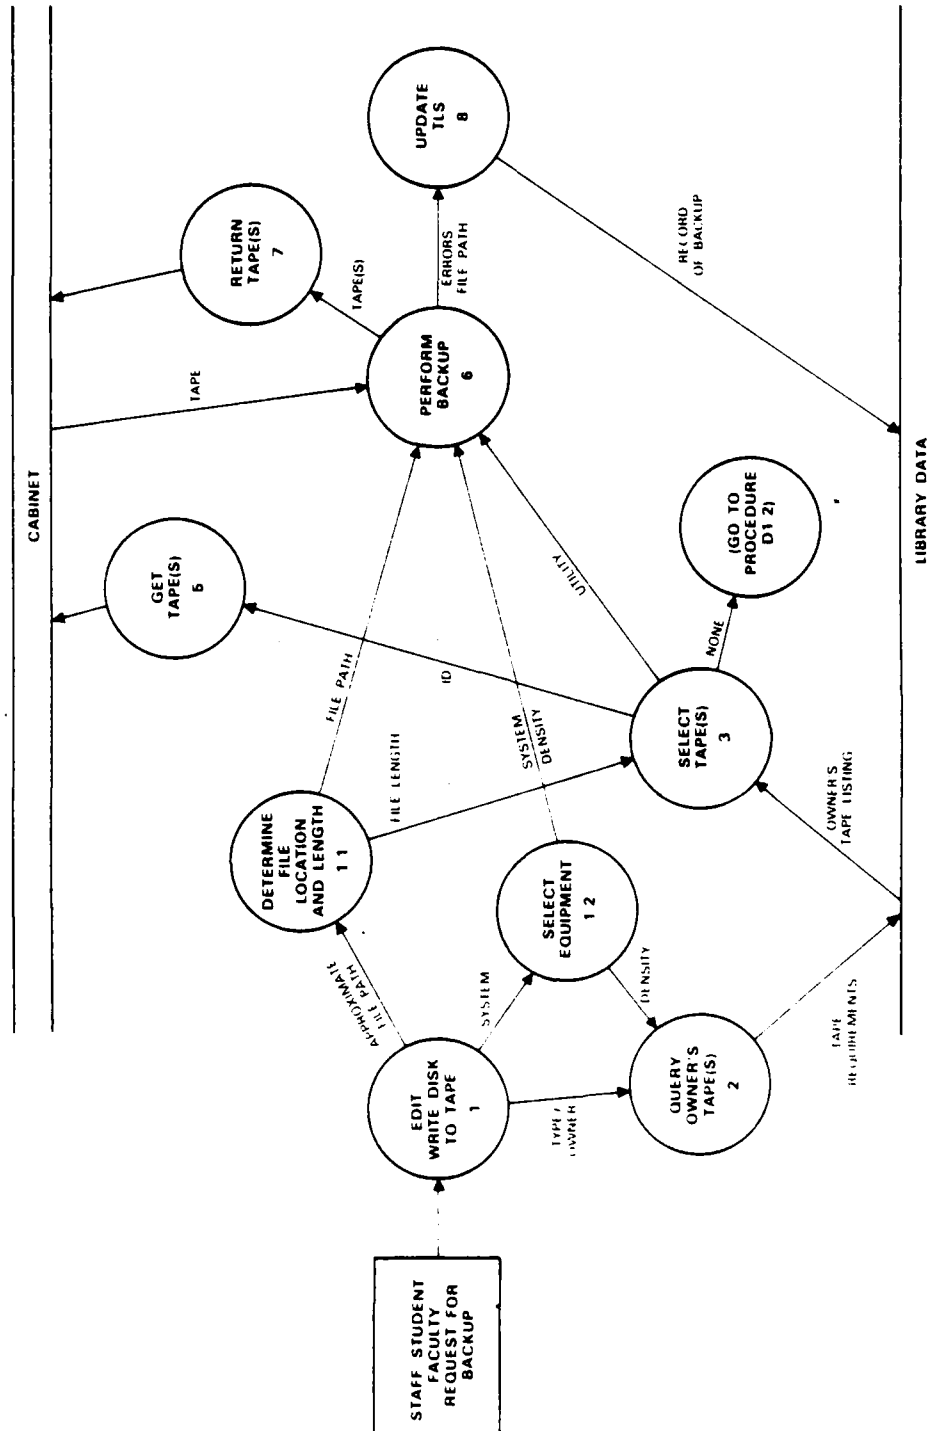 CABINET
STAFF STUDENT
FACULTY
REQUEST FOR
BACKUP
EDIT
WRITE DISK
TO TAPE
1
APPROXIMATE
FILE PATH
SYSTEM
TYPE/
OWNER
DETERMINE
FILE
LOCATION
AND LENGTH
1 1
SELECT
EQUIPMENT
1 2
DENSITY
QUERY
OWNER'S
TAPE(S)
2
TAPE
REQUIREMENTS
FILE PATH
FILE LENGTH
SYSTEM
DENSITY
OWNER'S
TAPE LISTING
SELECT
TAPE(S)
3
ID
UTILITY
NONE
(GO TO
PROCEDURE
D1 2)
GET
TAPE(S)
5
TAPE
PERFORM
BACKUP
6
TAPE(S)
RETURN
TAPE(S)
7
ERRORS
FILE PATH
UPDATE
TLS
8
RECORD
OF BACKUP
LIBRARY DATA